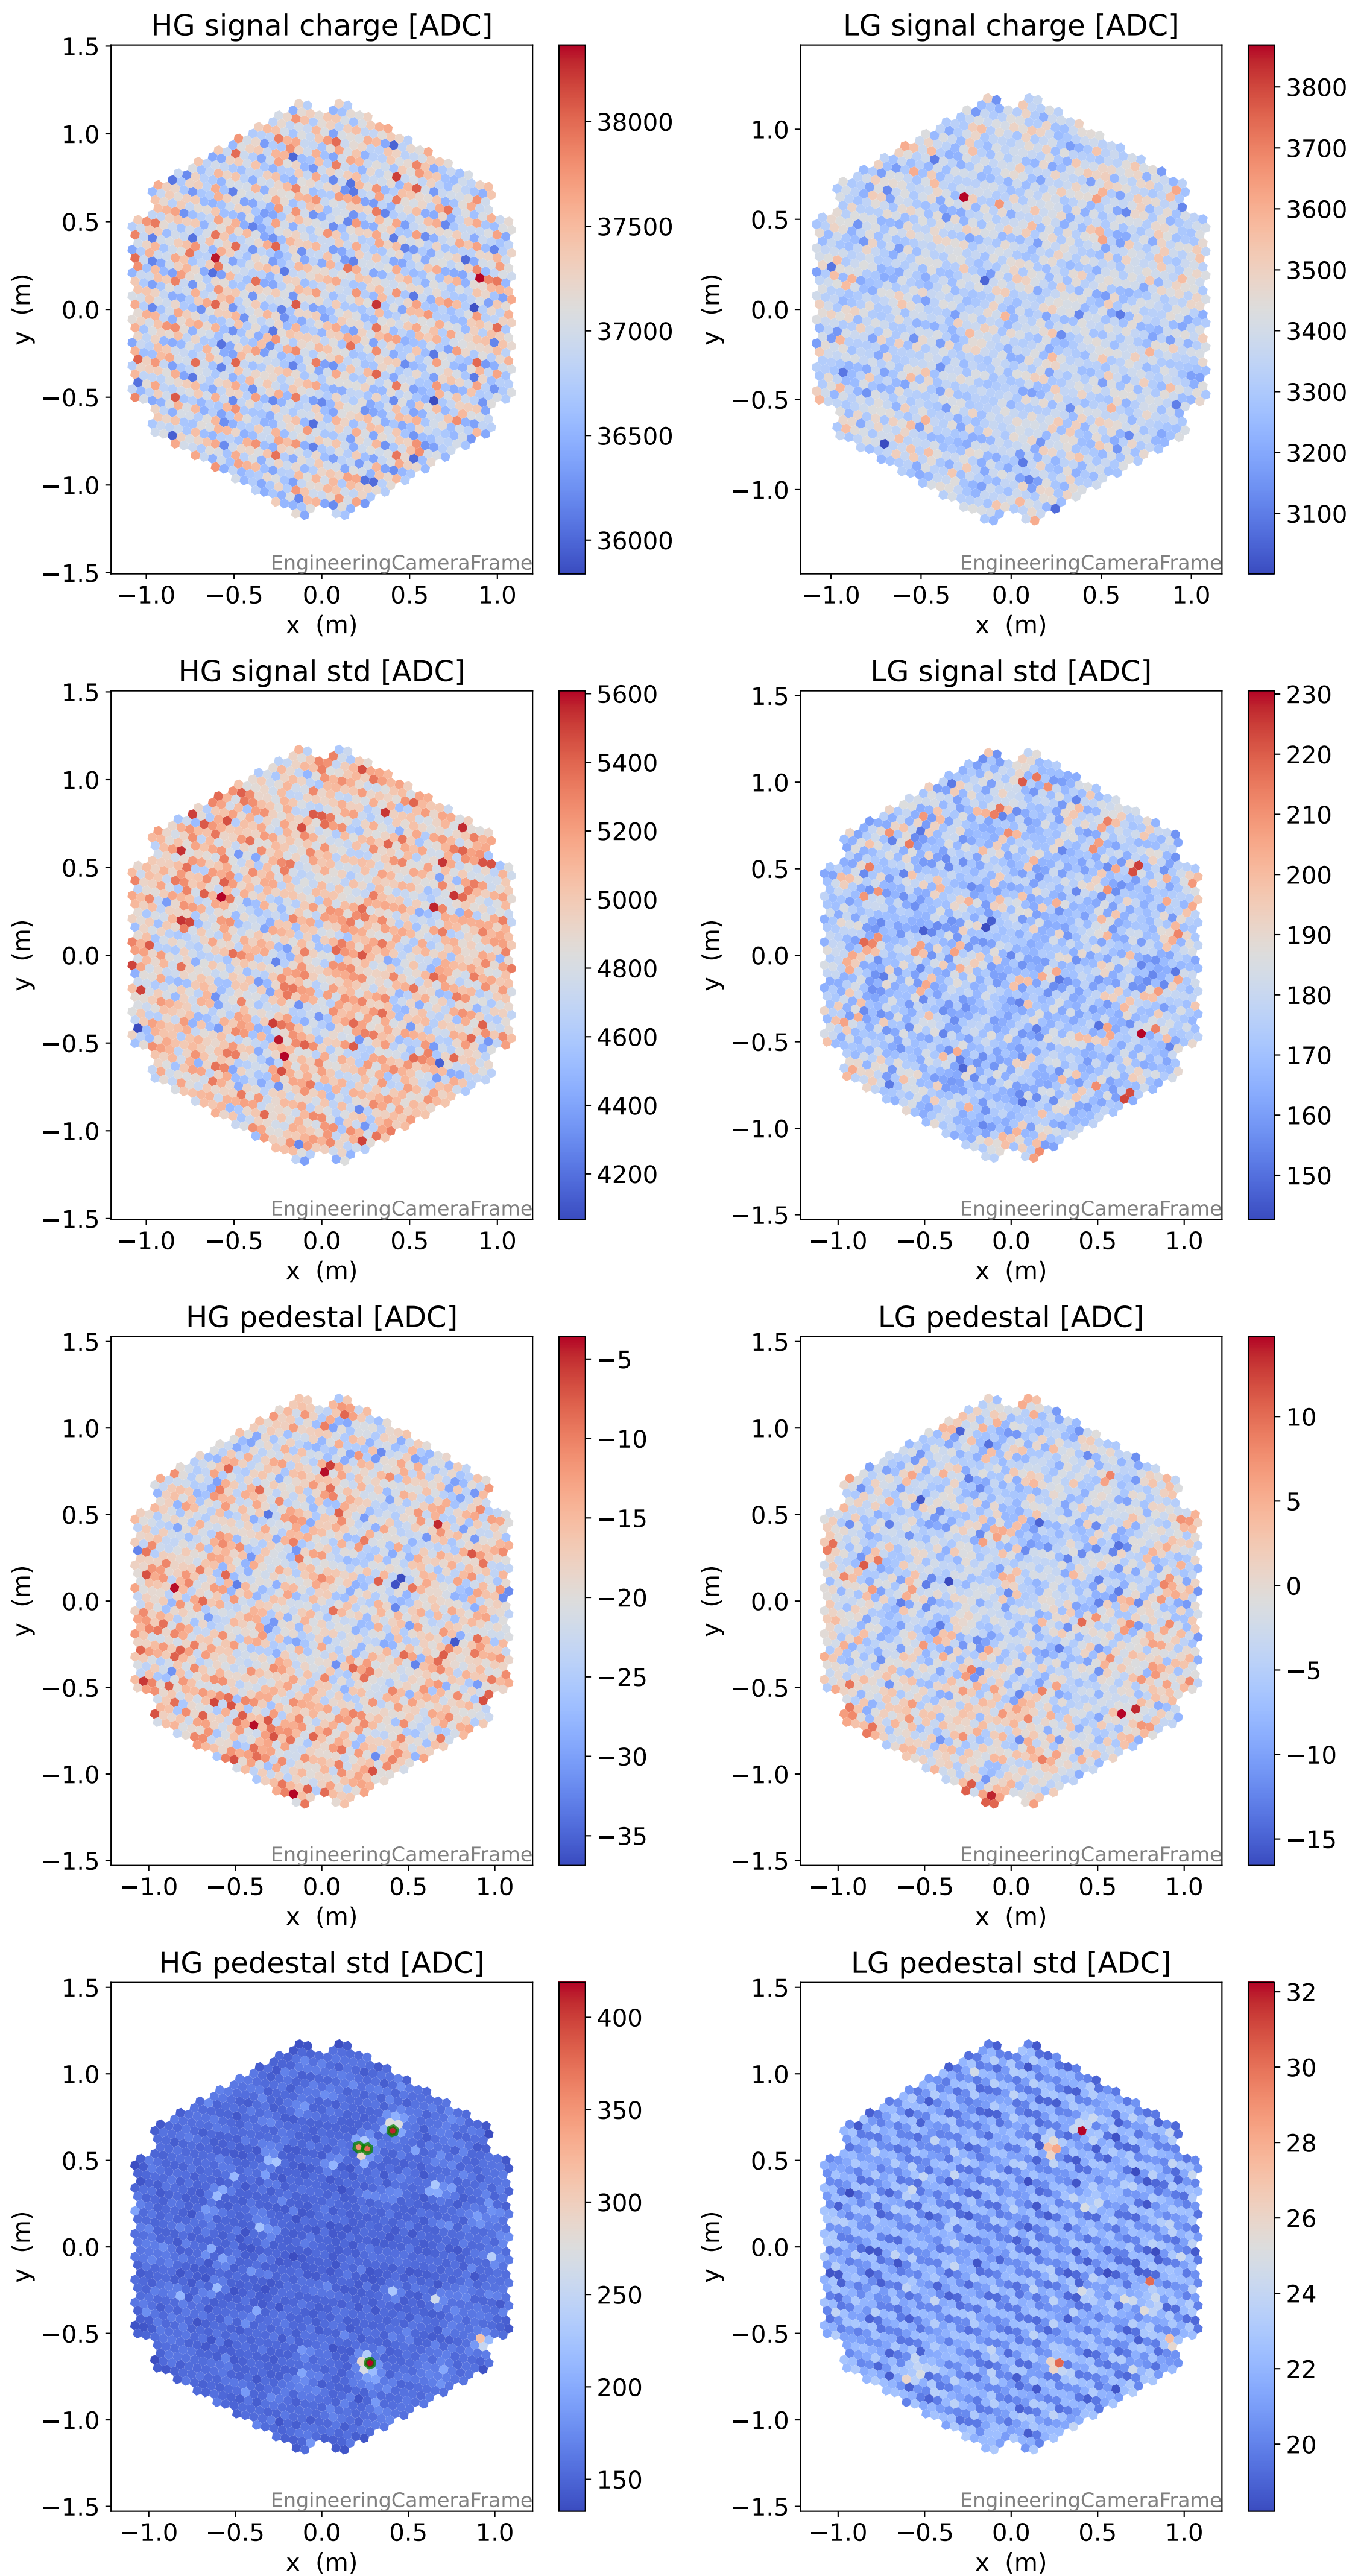 HG signal charge [ADC]
LG signal charge [ADC]
1.5
1.0
0.5
0.0
−0.5
−1.0
−1.5
y (m)
−1.0 −0.5 0.0 0.5 1.0
x (m)
EngineeringCameraFrame
38000
37500
37000
36500
36000
1.0
0.5
0.0
−0.5
−1.0
y (m)
−1.0 −0.5 0.0 0.5 1.0
x (m)
EngineeringCameraFrame
3800
3700
3600
3500
3400
3300
3200
3100
HG signal std [ADC]
LG signal std [ADC]
1.5
1.0
0.5
0.0
−0.5
−1.0
−1.5
y (m)
−1.0 −0.5 0.0 0.5 1.0
x (m)
EngineeringCameraFrame
5600
5400
5200
5000
4800
4600
4400
4200
1.5
1.0
0.5
0.0
−0.5
−1.0
−1.5
y (m)
−1.0 −0.5 0.0 0.5 1.0
x (m)
EngineeringCameraFrame
230
220
210
200
190
180
170
160
150
HG pedestal [ADC]
LG pedestal [ADC]
1.5
1.0
0.5
0.0
−0.5
−1.0
−1.5
y (m)
−1.0 −0.5 0.0 0.5 1.0
x (m)
EngineeringCameraFrame
−5
−10
−15
−20
−25
−30
−35
1.5
1.0
0.5
0.0
−0.5
−1.0
−1.5
y (m)
−1.0 −0.5 0.0 0.5 1.0
x (m)
EngineeringCameraFrame
10
5
0
−5
−10
−15
HG pedestal std [ADC]
LG pedestal std [ADC]
1.5
1.0
0.5
0.0
−0.5
−1.0
−1.5
y (m)
−1.0 −0.5 0.0 0.5 1.0
x (m)
EngineeringCameraFrame
400
350
300
250
200
150
1.5
1.0
0.5
0.0
−0.5
−1.0
−1.5
y (m)
−1.0 −0.5 0.0 0.5 1.0
x (m)
EngineeringCameraFrame
32
30
28
26
24
22
20